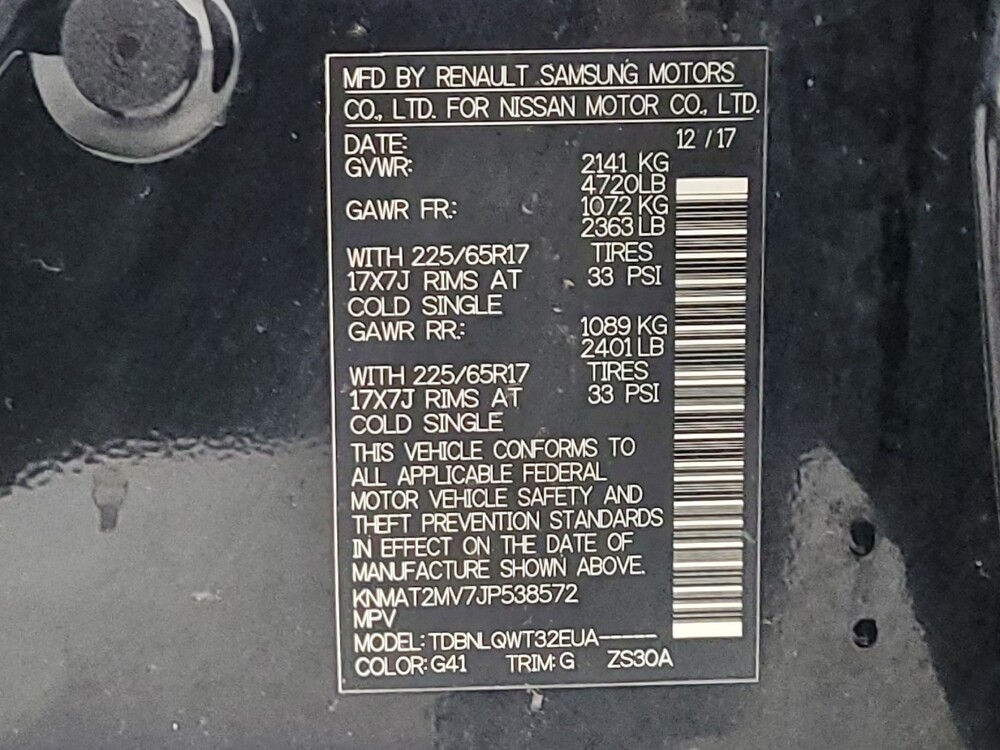 MFD BY RENAULT SAMSUNG MOTORS
CO., LTD. FOR NISSAN MOTOR CO., LTD.
DATE: 12 / 17
GVWR: 2141 KG
4720LB
GAWR FR.: 1072 KG
2363 LB
WITH 225/65R17 TIRES
17X7J RIMS AT 33 PSI
COLD SINGLE
GAWR RR.: 1089 KG
2401 LB
WITH 225/65R17 TIRES
17X7J RIMS AT 33 PSI
COLD SINGLE
THIS VEHICLE CONFORMS TO
ALL APPLICABLE FEDERAL
MOTOR VEHICLE SAFETY AND
THEFT PREVENTION STANDARDS
IN EFFECT ON THE DATE OF
MANUFACTURE SHOWN ABOVE.
KNMAT2MV7JP538572
MPV
MODEL: TDBNLQWT32EUA-----
COLOR: G41 TRIM: G ZS30A